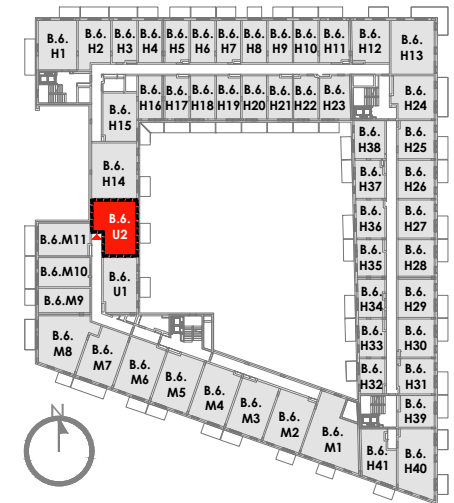 B.6.
H1
B.6.
H2
B.6.
H3
B.6.
H4
B.6.
H5
B.6.
H6
B.6.
H7
B.6.
H8
B.6.
H9
B.6.
H10
B.6.
H11
B.6.
H12
B.6.
H13
B.6.
H16
B.6.
H17
B.6.
H18
B.6.
H19
B.6.
H20
B.6.
H21
B.6.
H22
B.6.
H23
B.6.
H24
B.6.
H15
B.6.
H38
B.6.
H25
B.6.
H14
B.6.
H37
B.6.
H26
B.6.
U2
B.6.
H36
B.6.
H27
B.6.M11
B.6.
H35
B.6.
H28
B.6.M10
B.6.
U1
B.6.
H34
B.6.
H29
B.6.M9
B.6.
H33
B.6.
H30
B.6.
M8
B.6.
M7
B.6.
M6
B.6.
M5
B.6.
M4
B.6.
M3
B.6.
M2
B.6.
M1
B.6.
H32
B.6.
H31
B.6.
H39
B.6.
H41
B.6.
H40
N